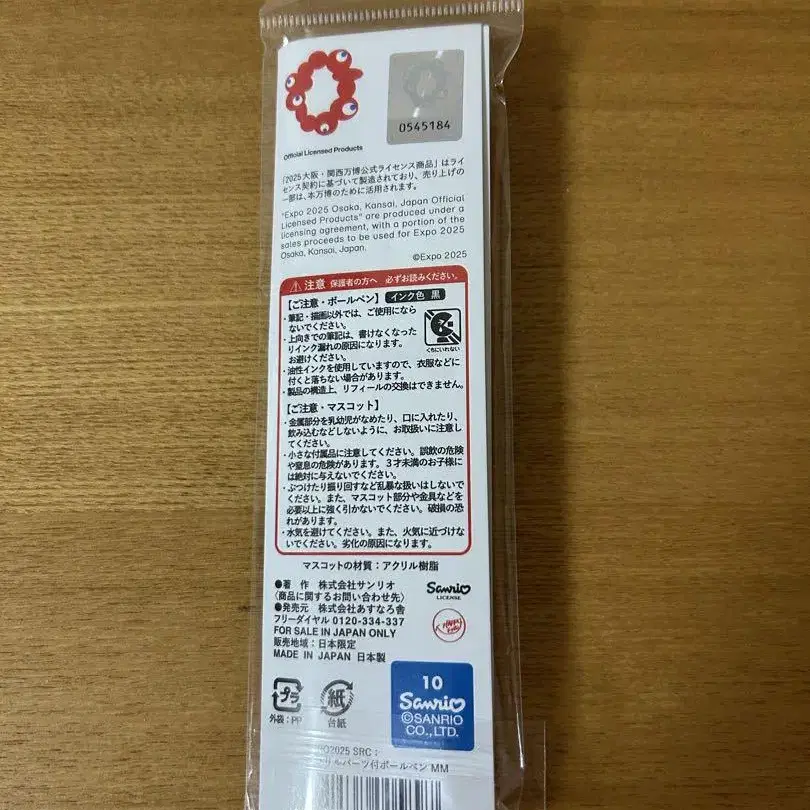 0545184
Official Licensed Products
「2025大阪・関西万博公式ライセンス商品」はライ
センス契約に基づいて製造されており、売り上げの
一部は、本万博のために活用されます。
"Expo 2025 Osaka, Kansai, Japan Official
Licensed Products" are produced under a
licensing agreement, with a portion of the
sales proceeds to be used for Expo 2025
Osaka, Kansai, Japan.
©Expo 2025
注意 保護者の方へ 必ずお読みください。
【ご注意・ボールペン】 インク色 黒
・筆記・描画以外では、ご使用になら
ないでください。
・上向きでの筆記は、書けなくなった
りインク漏れの原因になります。
お避けください。
くちにいれない
・油性インクを使用していますので、衣服などに
付くと落ちない場合があります。
・製品の構造上、リフィールの交換はできません。
【ご注意・マスコット】
・金属部分を乳幼児がなめたり、口に入れたり、
飲み込むなどしないように、お取扱いに注意し
てください。
・小さな付属品に注意してください。誤飲の危険
や窒息の危険があります。3才未満のお子様に
は絶対に与えないでください。
・ぶつけたり振り回すなど乱暴な扱いはしないで
ください。また、マスコット部分や金具などを
必要以上に強く引かないでください。破損の恐
れがあります。
・水気を避けてください。また、火気に近づけな
いでください。劣化の原因になります。
マスコットの材質：アクリル樹脂
●著 作 株式会社サンリオ
〈商品に関するお問い合わせ先〉
●発売元 株式会社あすなろ舎
フリーダイヤル 0120-334-337
FOR SALE IN JAPAN ONLY
販売地域：日本限定
MADE IN JAPAN 日本製
Sanrio
LICENSE
プラ
外装：PP
紙
台紙
10
Sanrio
©SANRIO
CO., LTD.
2025 SRC：
ルパーツ付ボールペン MM